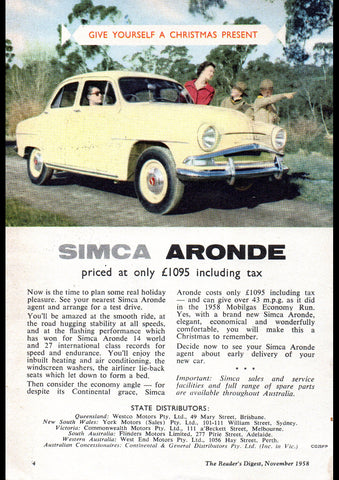 GIVE YOURSELF A CHRISTMAS PRESENT
SIMCA ARONDE
priced at only £1095 including tax
Now is the time to plan some real holiday
pleasure. See your nearest Simca Aronde
agent and arrange for a test drive.
You'll be amazed at the smooth ride, at
the road hugging stability at all speeds,
and at the flashing performance which
has won for Simca Aronde 14 world
and 27 international class records for
speed and endurance. You'll enjoy the
inbuilt heating and air conditioning, the
windscreen washers, the airliner lie-back
seats which let down to form a bed.
Then consider the economy angle — for
despite its Continental grace, Simca
Aronde costs only £1095 including tax
— and can give over 43 m.p.g. as it did
in the 1958 Mobilgas Economy Run.
Yes, with a brand new Simca Aronde,
elegant, economical and wonderfully
comfortable, you will make this a
Christmas to remember.
Decide now to see your Simca Aronde
agent about early delivery of your
new car.
* * *
Important: Simca sales and service
facilities and full range of spare parts
are available throughout Australia.
STATE DISTRIBUTORS:
Queensland: Westco Motors Pty. Ltd., 49 Mary Street, Brisbane.
New South Wales: York Motors (Sales) Pty. Ltd., 101-111 William Street, Sydney.
Victoria: Commonwealth Motors Pty. Ltd., 111 a'Beckett Street, Melbourne.
South Australia: Flinders Motors Limited, 277 Pirie Street, Adelaide.
Western Australia: West End Motors Pty. Ltd., 1056 Hay Street, Perth.
Australian Concessionaires: Continental & General Distributors Pty. Ltd. (Inc. in Vic.)
4
The Reader's Digest, November 1958